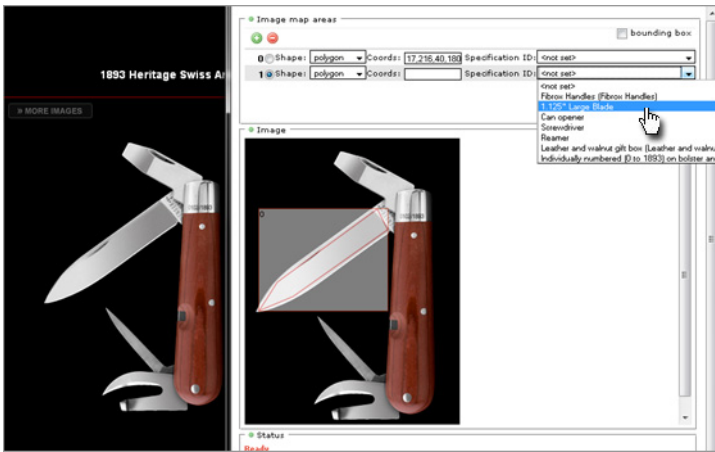 1893 Heritage Swiss Ar
» MORE IMAGES
Image map areas
bounding box
0 Shape: polygon Coords: 17,216,40,180 Specification ID: <not set>
1 Shape: polygon Coords: Specification ID: <not set>
<not set>
Fibrox Handles (Fibrox Handles)
1.125" Large Blade
Can opener
Screwdriver
Reamer
Leather and walnut gift box (Leather and walnu
Individually numbered (0 to 1893) on bolster an
Image
0
Status
Ready